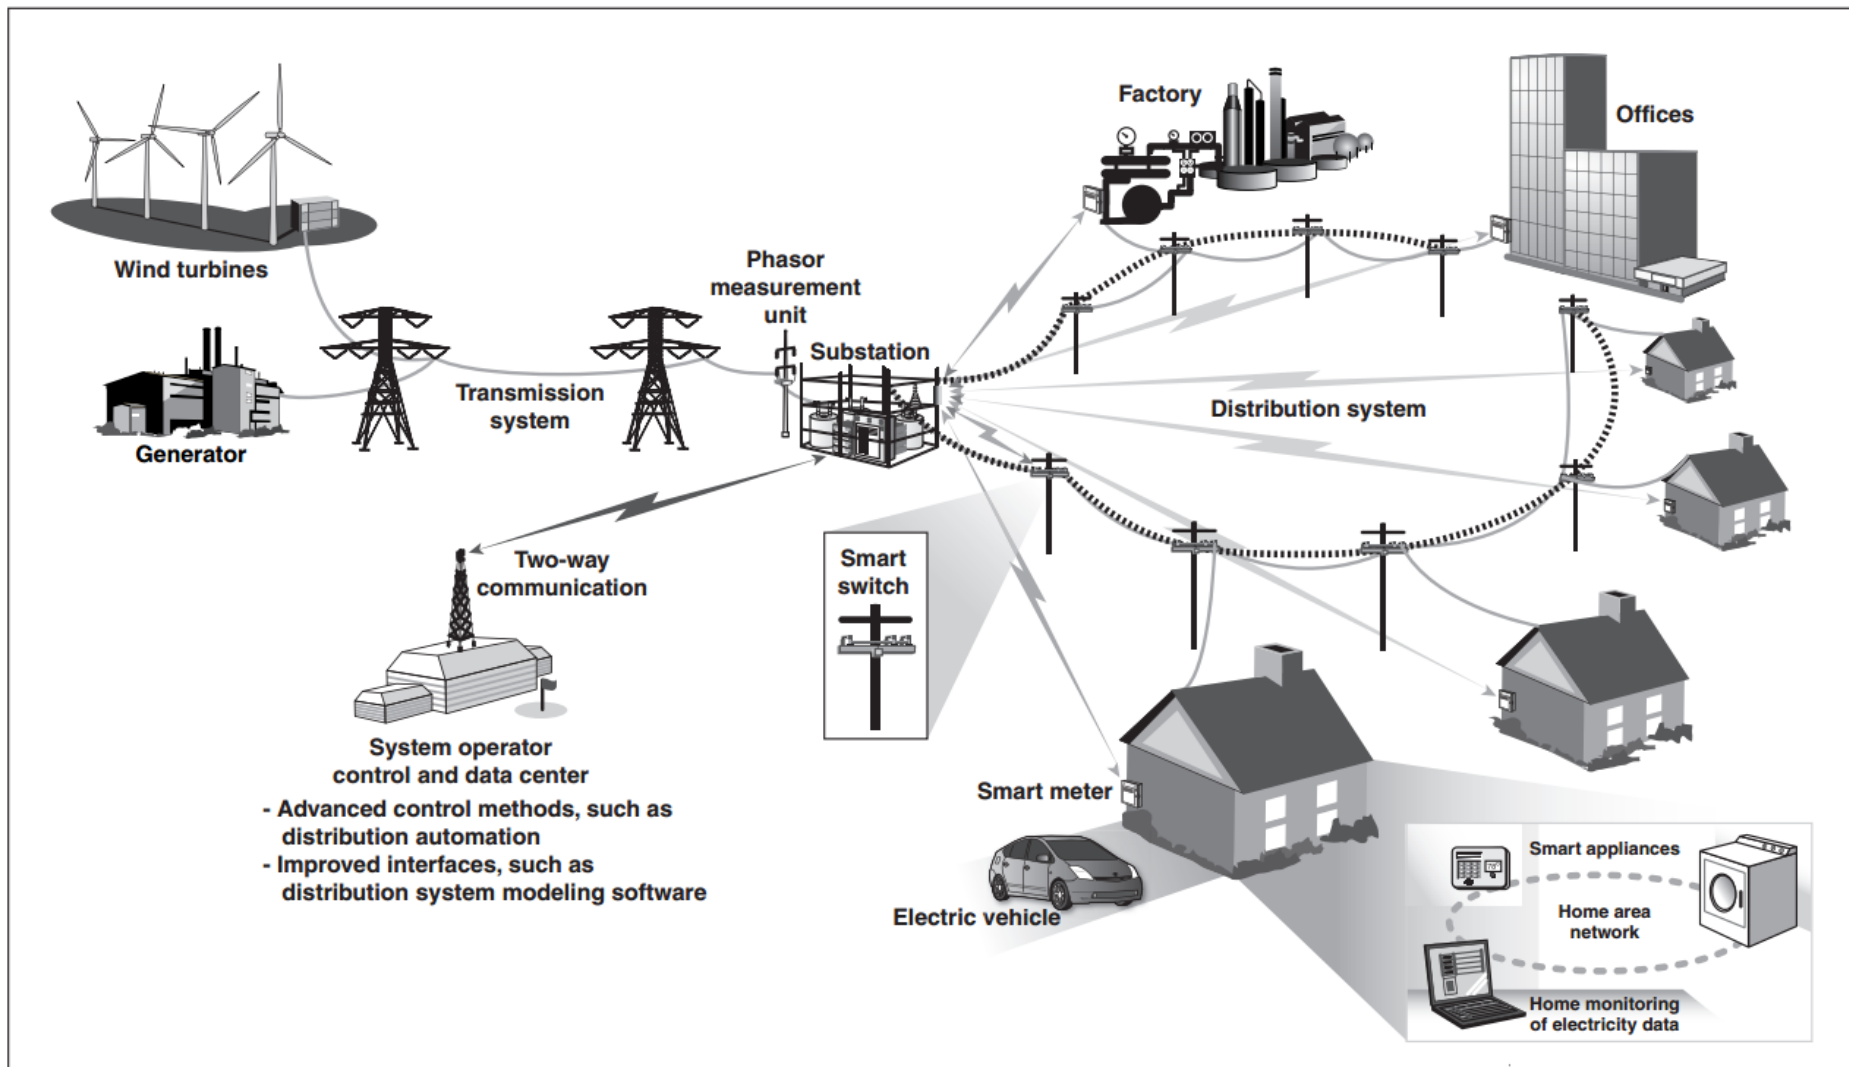 Factory
Offices
Wind turbines
Phasor
measurement
unit
Substation
Transmission
system
Distribution system
Generator
Two-way
communication
Smart
switch
System operator
control and data center
- Advanced control methods, such as
distribution automation
- Improved interfaces, such as
distribution system modeling software
Smart meter
Electric vehicle
Smart appliances
Home area
network
Home monitoring
of electricity data